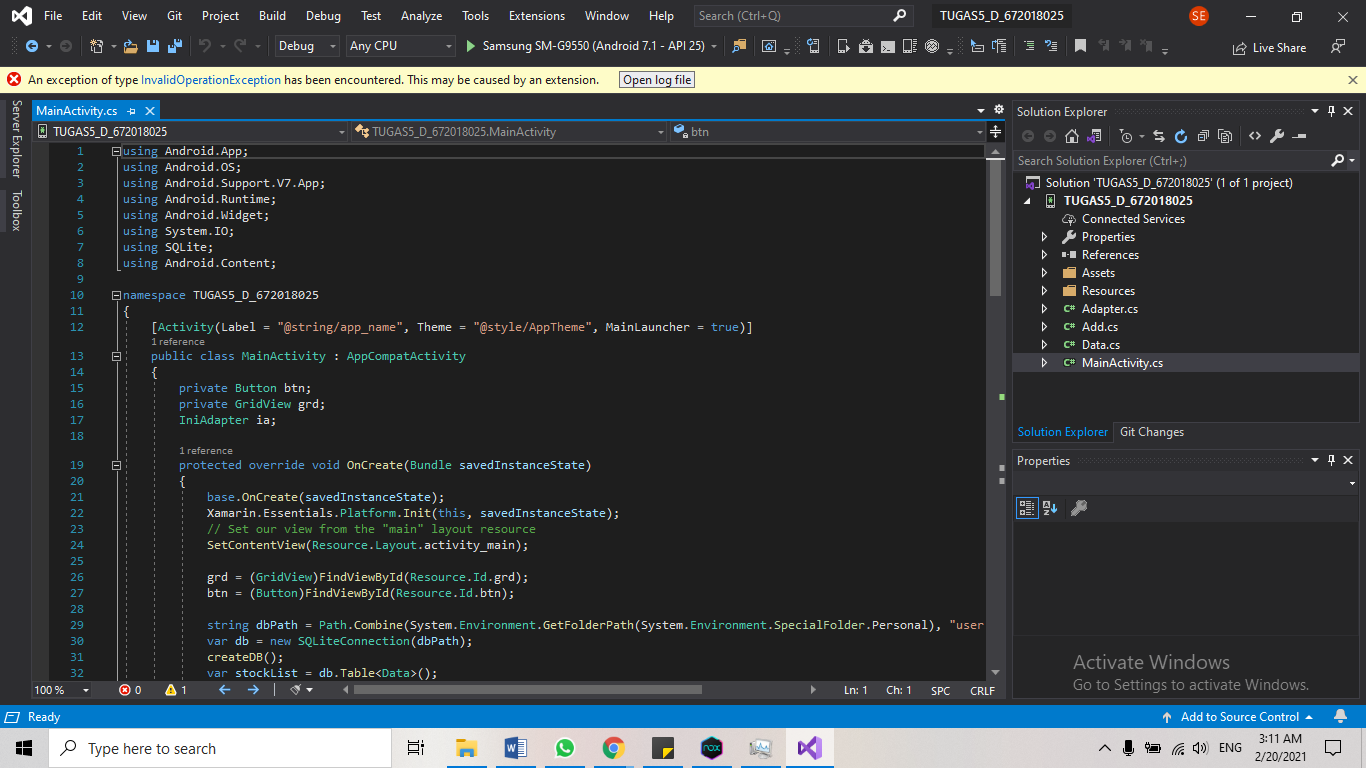 File Edit View Git Project Build Debug Test Analyze Tools Extensions Window Help Search (Ctrl+Q) TUGAS5_D_672018025 SE
Debug Any CPU Samsung SM-G9550 (Android 7.1 - API 25) Live Share
An exception of type InvalidOperationException has been encountered. This may be caused by an extension. Open log file
Server Explorer
Toolbox
MainActivity.cs
TUGAS5_D_672018025 TUGAS5_D_672018025.MainActivity btn
1 using Android.App;
2 using Android.OS;
3 using Android.Support.V7.App;
4 using Android.Runtime;
5 using Android.Widget;
6 using System.IO;
7 using SQLite;
8 using Android.Content;
9
10 namespace TUGAS5_D_672018025
11 {
12 [Activity(Label = "@string/app_name", Theme = "@style/AppTheme", MainLauncher = true)]
1 reference
13 public class MainActivity : AppCompatActivity
14 {
15 private Button btn;
16 private GridView grd;
17 IniAdapter ia;
18
1 reference
19 protected override void OnCreate(Bundle savedInstanceState)
20 {
21 base.OnCreate(savedInstanceState);
22 Xamarin.Essentials.Platform.Init(this, savedInstanceState);
23 // Set our view from the "main" layout resource
24 SetContentView(Resource.Layout.activity_main);
25
26 grd = (GridView)FindViewById(Resource.Id.grd);
27 btn = (Button)FindViewById(Resource.Id.btn);
28
29 string dbPath = Path.Combine(System.Environment.GetFolderPath(System.Environment.SpecialFolder.Personal), "user
30 var db = new SQLiteConnection(dbPath);
31 createDB();
32 var stockList = db.Table<Data>();
100 % 0 1 Ln: 1 Ch: 1 SPC CRLF
Solution Explorer
Search Solution Explorer (Ctrl+;)
Solution 'TUGAS5_D_672018025' (1 of 1 project)
TUGAS5_D_672018025
Connected Services
Properties
References
Assets
Resources
C# Adapter.cs
C# Add.cs
C# Data.cs
C# MainActivity.cs
Solution Explorer Git Changes
Properties
Activate Windows
Go to Settings to activate Windows.
Ready Add to Source Control
Type here to search
nox
ENG
3:11 AM
2/20/2021